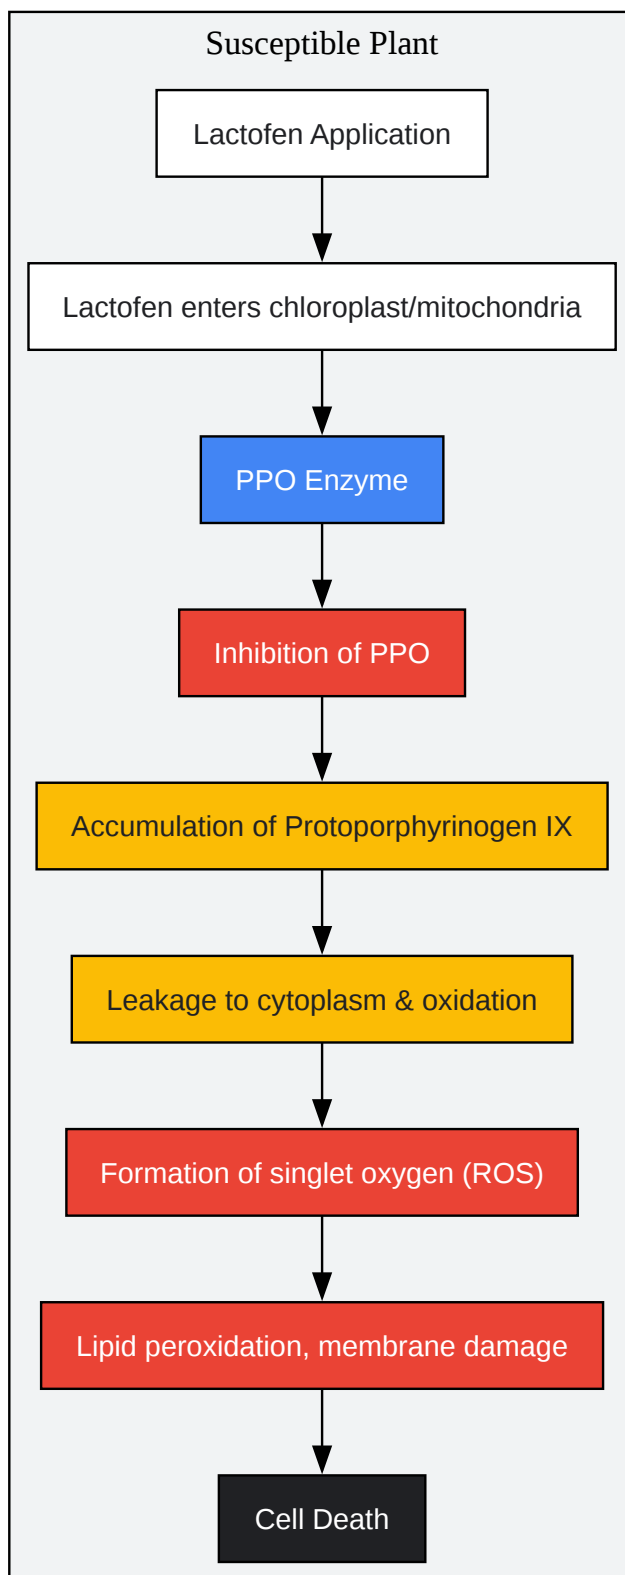 Susceptible Plant
Lactofen Application
Lactofen enters chloroplast/mitochondria
PPO Enzyme
Inhibition of PPO
Accumulation of Protoporphyrinogen IX
Leakage to cytoplasm & oxidation
Formation of singlet oxygen (ROS)
Lipid peroxidation, membrane damage
Cell Death